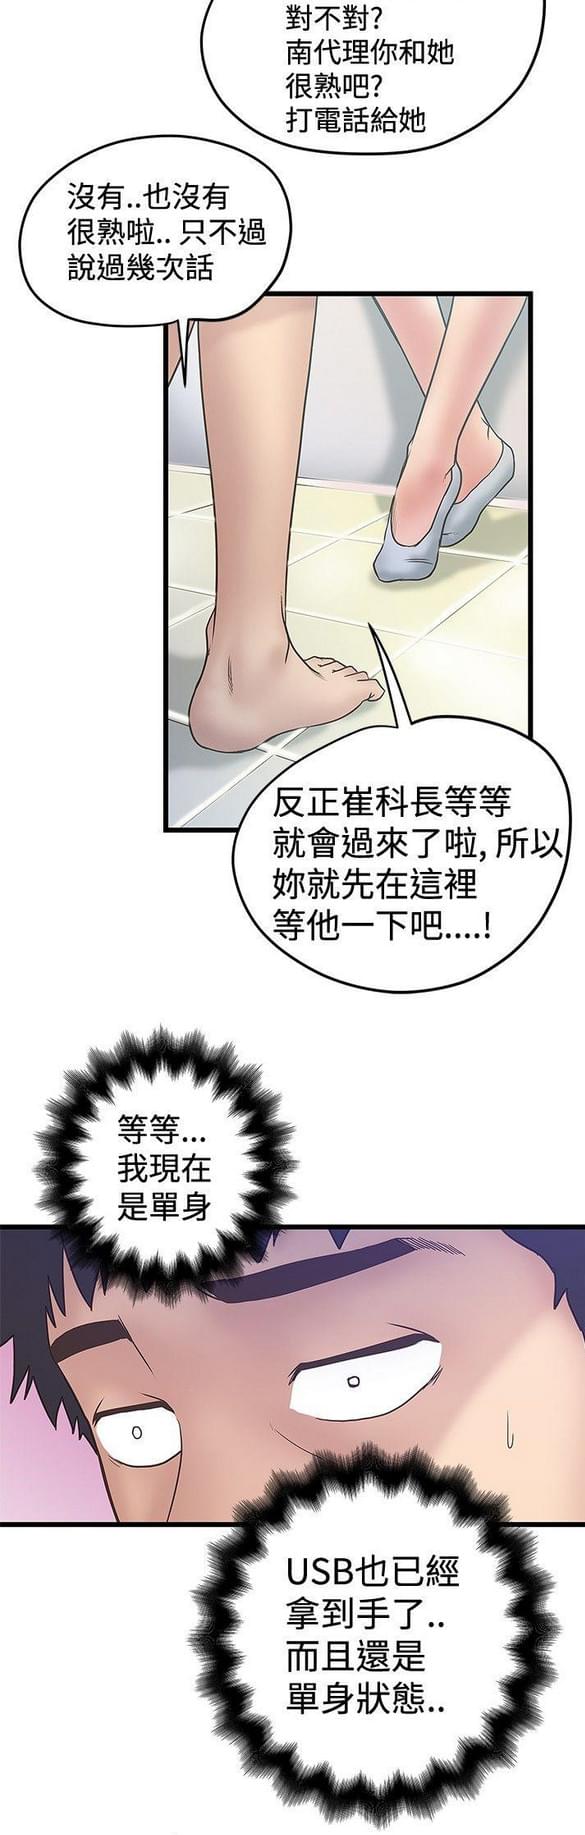 對不對?
南代理你和她
很熟吧?
打電話給她
沒有..也沒有
很熟啦.. 只不過
說過幾次話
反正崔科長等等
就會過來了啦, 所以
妳就先在這裡
等他一下吧....!
等等...
我現在
是單身
USB也已經
拿到手了..
而且還是
單身狀態..